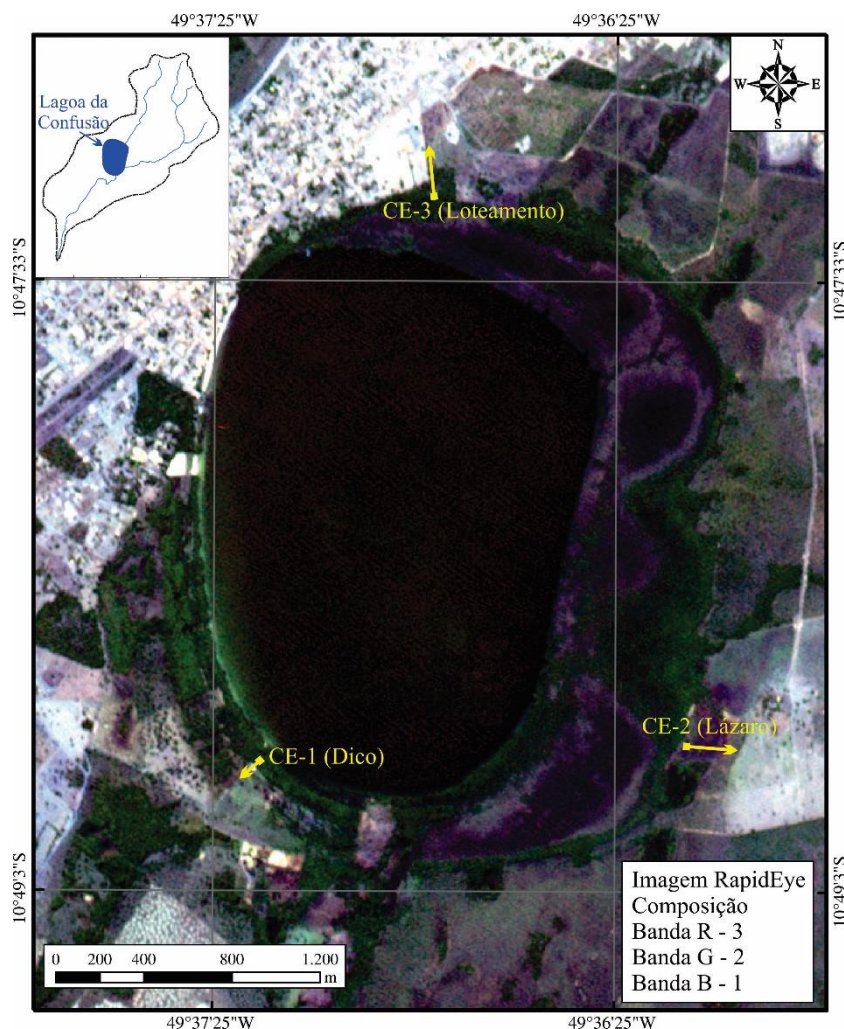 49°37'25"W
49°36'25"W
Lagoa da
Confusão
N
W
E
S
CE-3 (Loteamento)
10°47'33"S
10°47'33"S
CE-2 (Lázaro)
CE-1 (Dico)
10°49'3"S
10°49'3"S
Imagem RapidEye
Composição
Banda R - 3
Banda G - 2
Banda B - 1
0 200 400 800 1.200
m
49°37'25"W
49°36'25"W